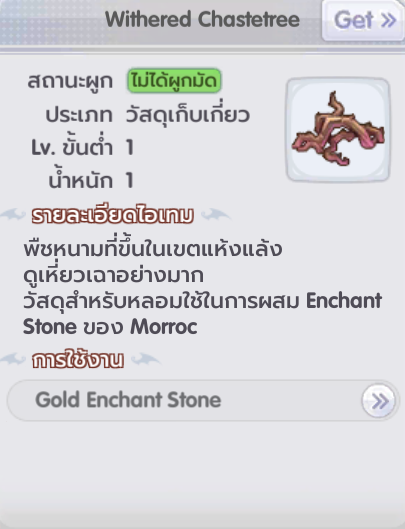 Withered Chastetree
Get »
สถานะผูก ไม่ได้ผูกมัด
ประเภท วัสดุเก็บเกี่ยว
Lv. ขั้นต่ำ 1
น้ำหนัก 1
รายละเอียดไอเทม
พืชหนามที่ขึ้นในเขตแห้งแล้ง
ดูเหี่ยวเฉาอย่างมาก
วัสดุสำหรับหลอมใช้ในการผสม Enchant
Stone ของ Morroc
การใช้งาน
Gold Enchant Stone »